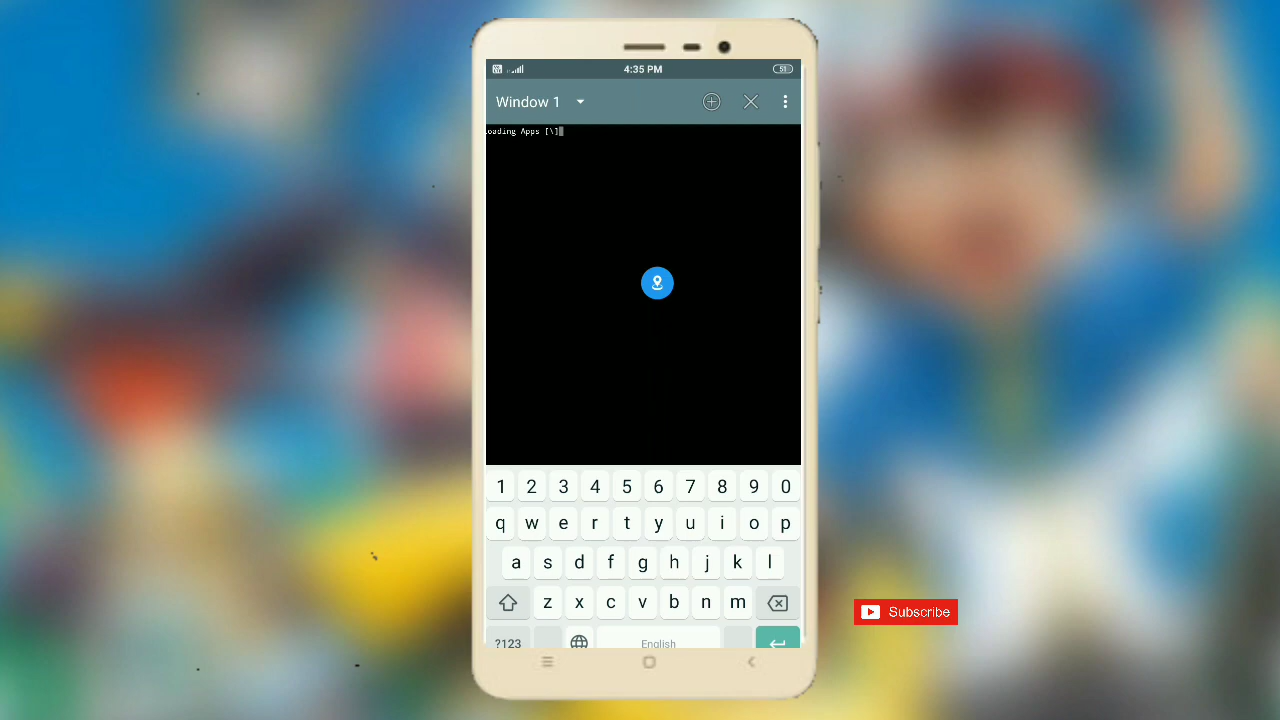 4:35 PM
51
Window 1
oading Apps [\]
1 2 3 4 5 6 7 8 9 0
q w e r t y u i o p
a s d f g h j k l
z x c v b n m
?123 English
Subscribe